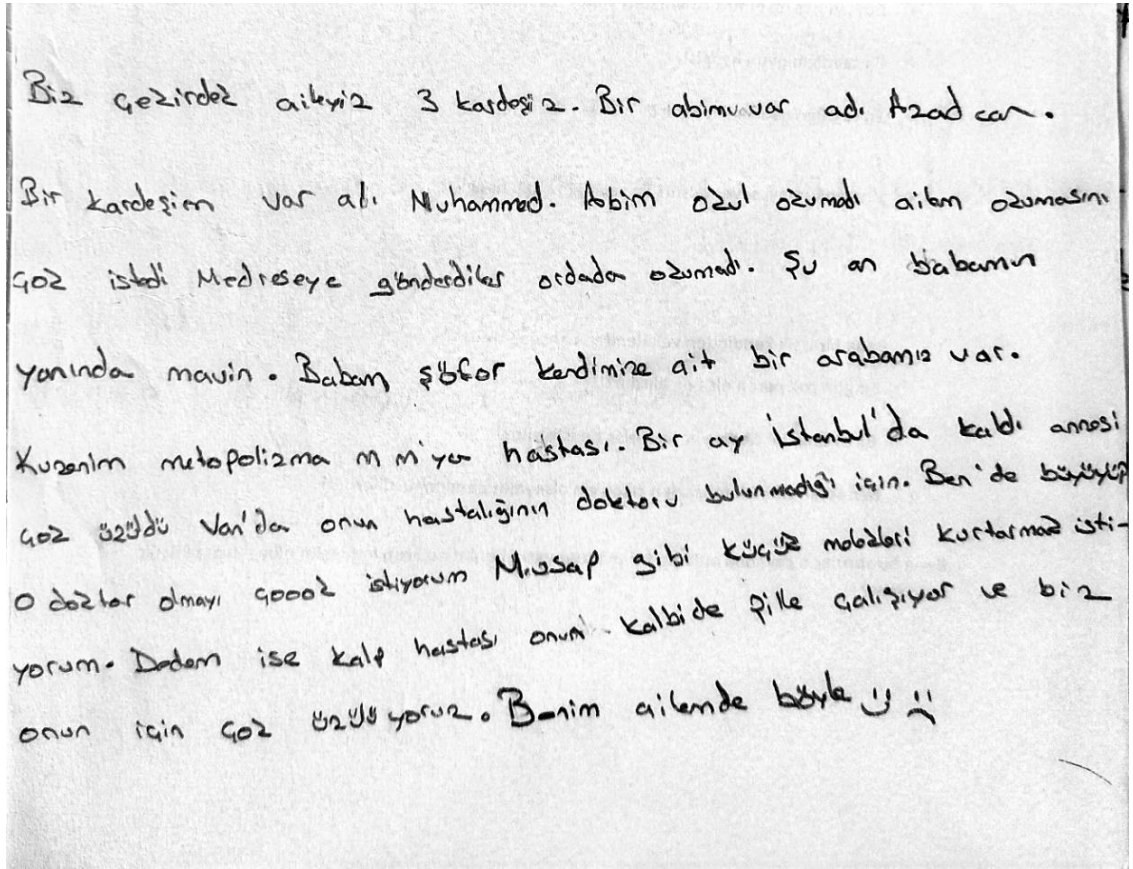 Biz çekirdek aileyiz 3 kardeşiz. Bir abimvar adı Azad can.
Bir kardeşim var adı Muhammed. Abim okul okumadı ailem okumasını
çok istedi Medreseye gönderdiler ordada okumadı. Şu an babamın
yanında mavin. Babam şöför kendimize ait bir arabamız var.
Kuzenim metopolizma m m'yor hastası. Bir ay İstanbul'da kaldı annesi
çok üzüldü Van'da onun hastalığının doktoru bulunmadığı için. Ben'de büyüyüp
o doktor olmayı çoook istiyorum Musap gibi küçük melekleri kurtarmak isti-
yorum. Dedem ise kalp hastası onun kalbide pille çalışıyor ve biz
onun için çok üzülüyoruz. Benim ailemde böyle